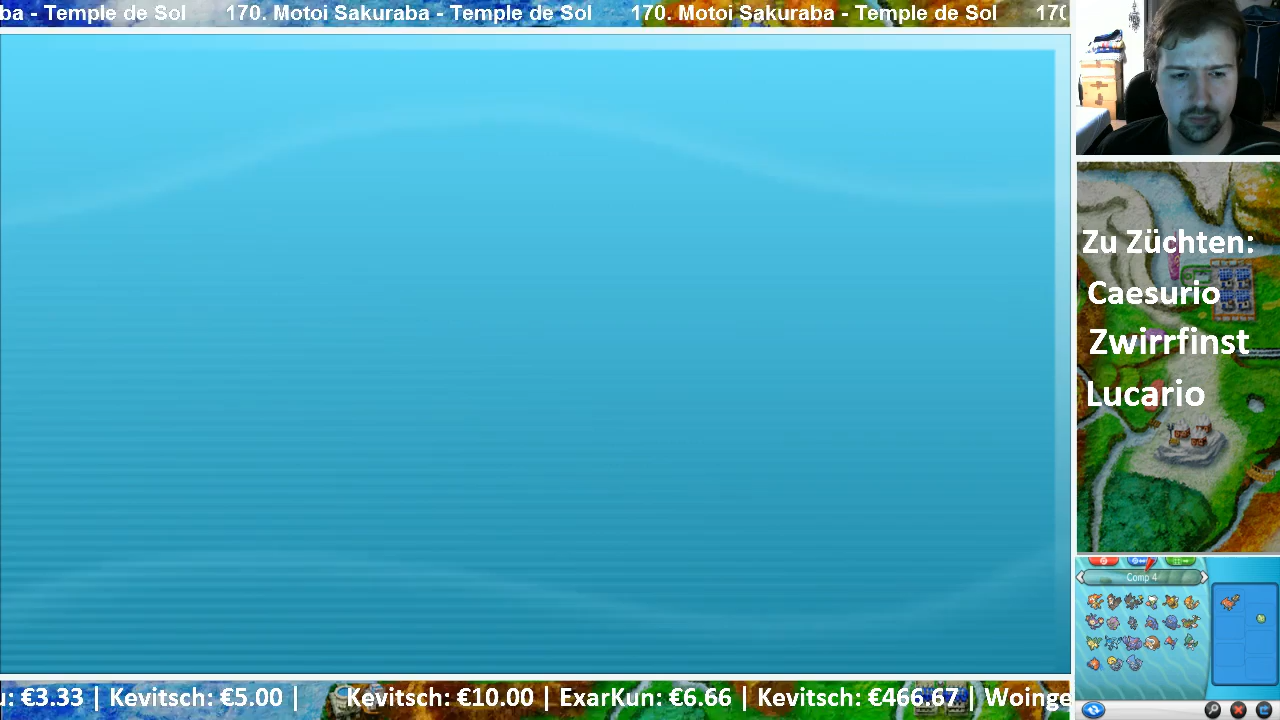 ba - Temple de Sol 170. Motoi Sakuraba - Temple de Sol 170. Motoi Sakuraba - Temple de Sol 170
Zu Züchten:
Caesurio
Zwirrfinst
Lucario
Comp 4
u: €3.33 | Kevitsch: €5.00 | Kevitsch: €10.00 | ExarKun: €6.66 | Kevitsch: €466.67 | Woinge